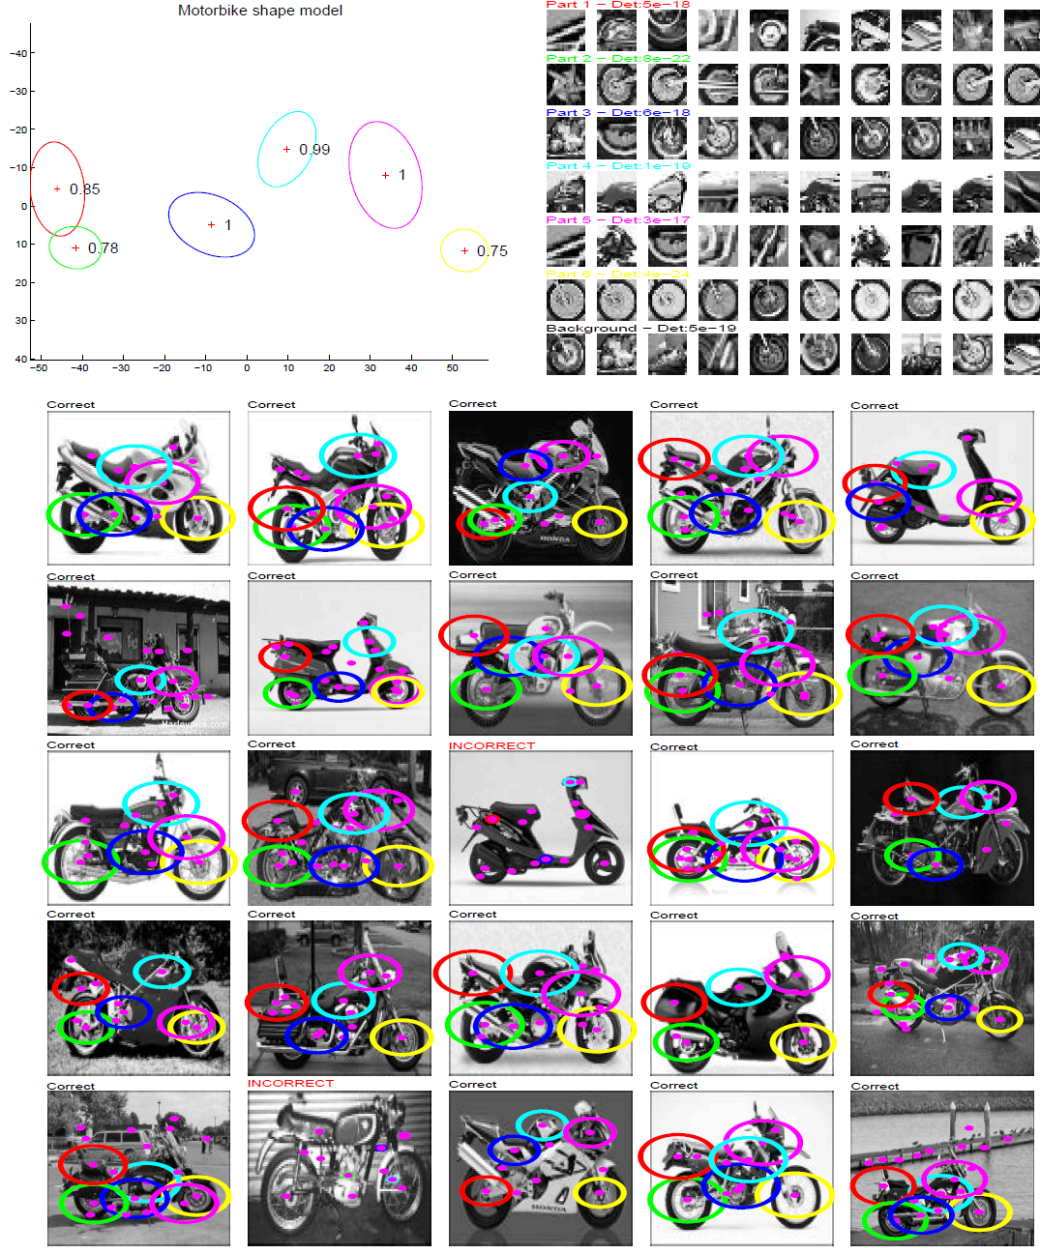 Motorbike shape model
−40
−30
−20
−10
0
10
20
30
40
−50 −40 −30 −20 −10 0 10 20 30 40 50
0.99
0.85
1
1
0.78
0.75
Part 1 − Det:5e−18
Part 2 − Det:8e−22
Part 3 − Det:6e−18
Part 4 − Det:1e−19
Part 5 − Det:3e−17
Part 6 − Det:4e−24
Background − Det:5e−19
Correct Correct Correct Correct Correct
HONDA
Correct Correct Correct Correct Correct
Correct Correct INCORRECT Correct Correct
Correct Correct Correct Correct Correct
Correct INCORRECT Correct Correct Correct
HONDA